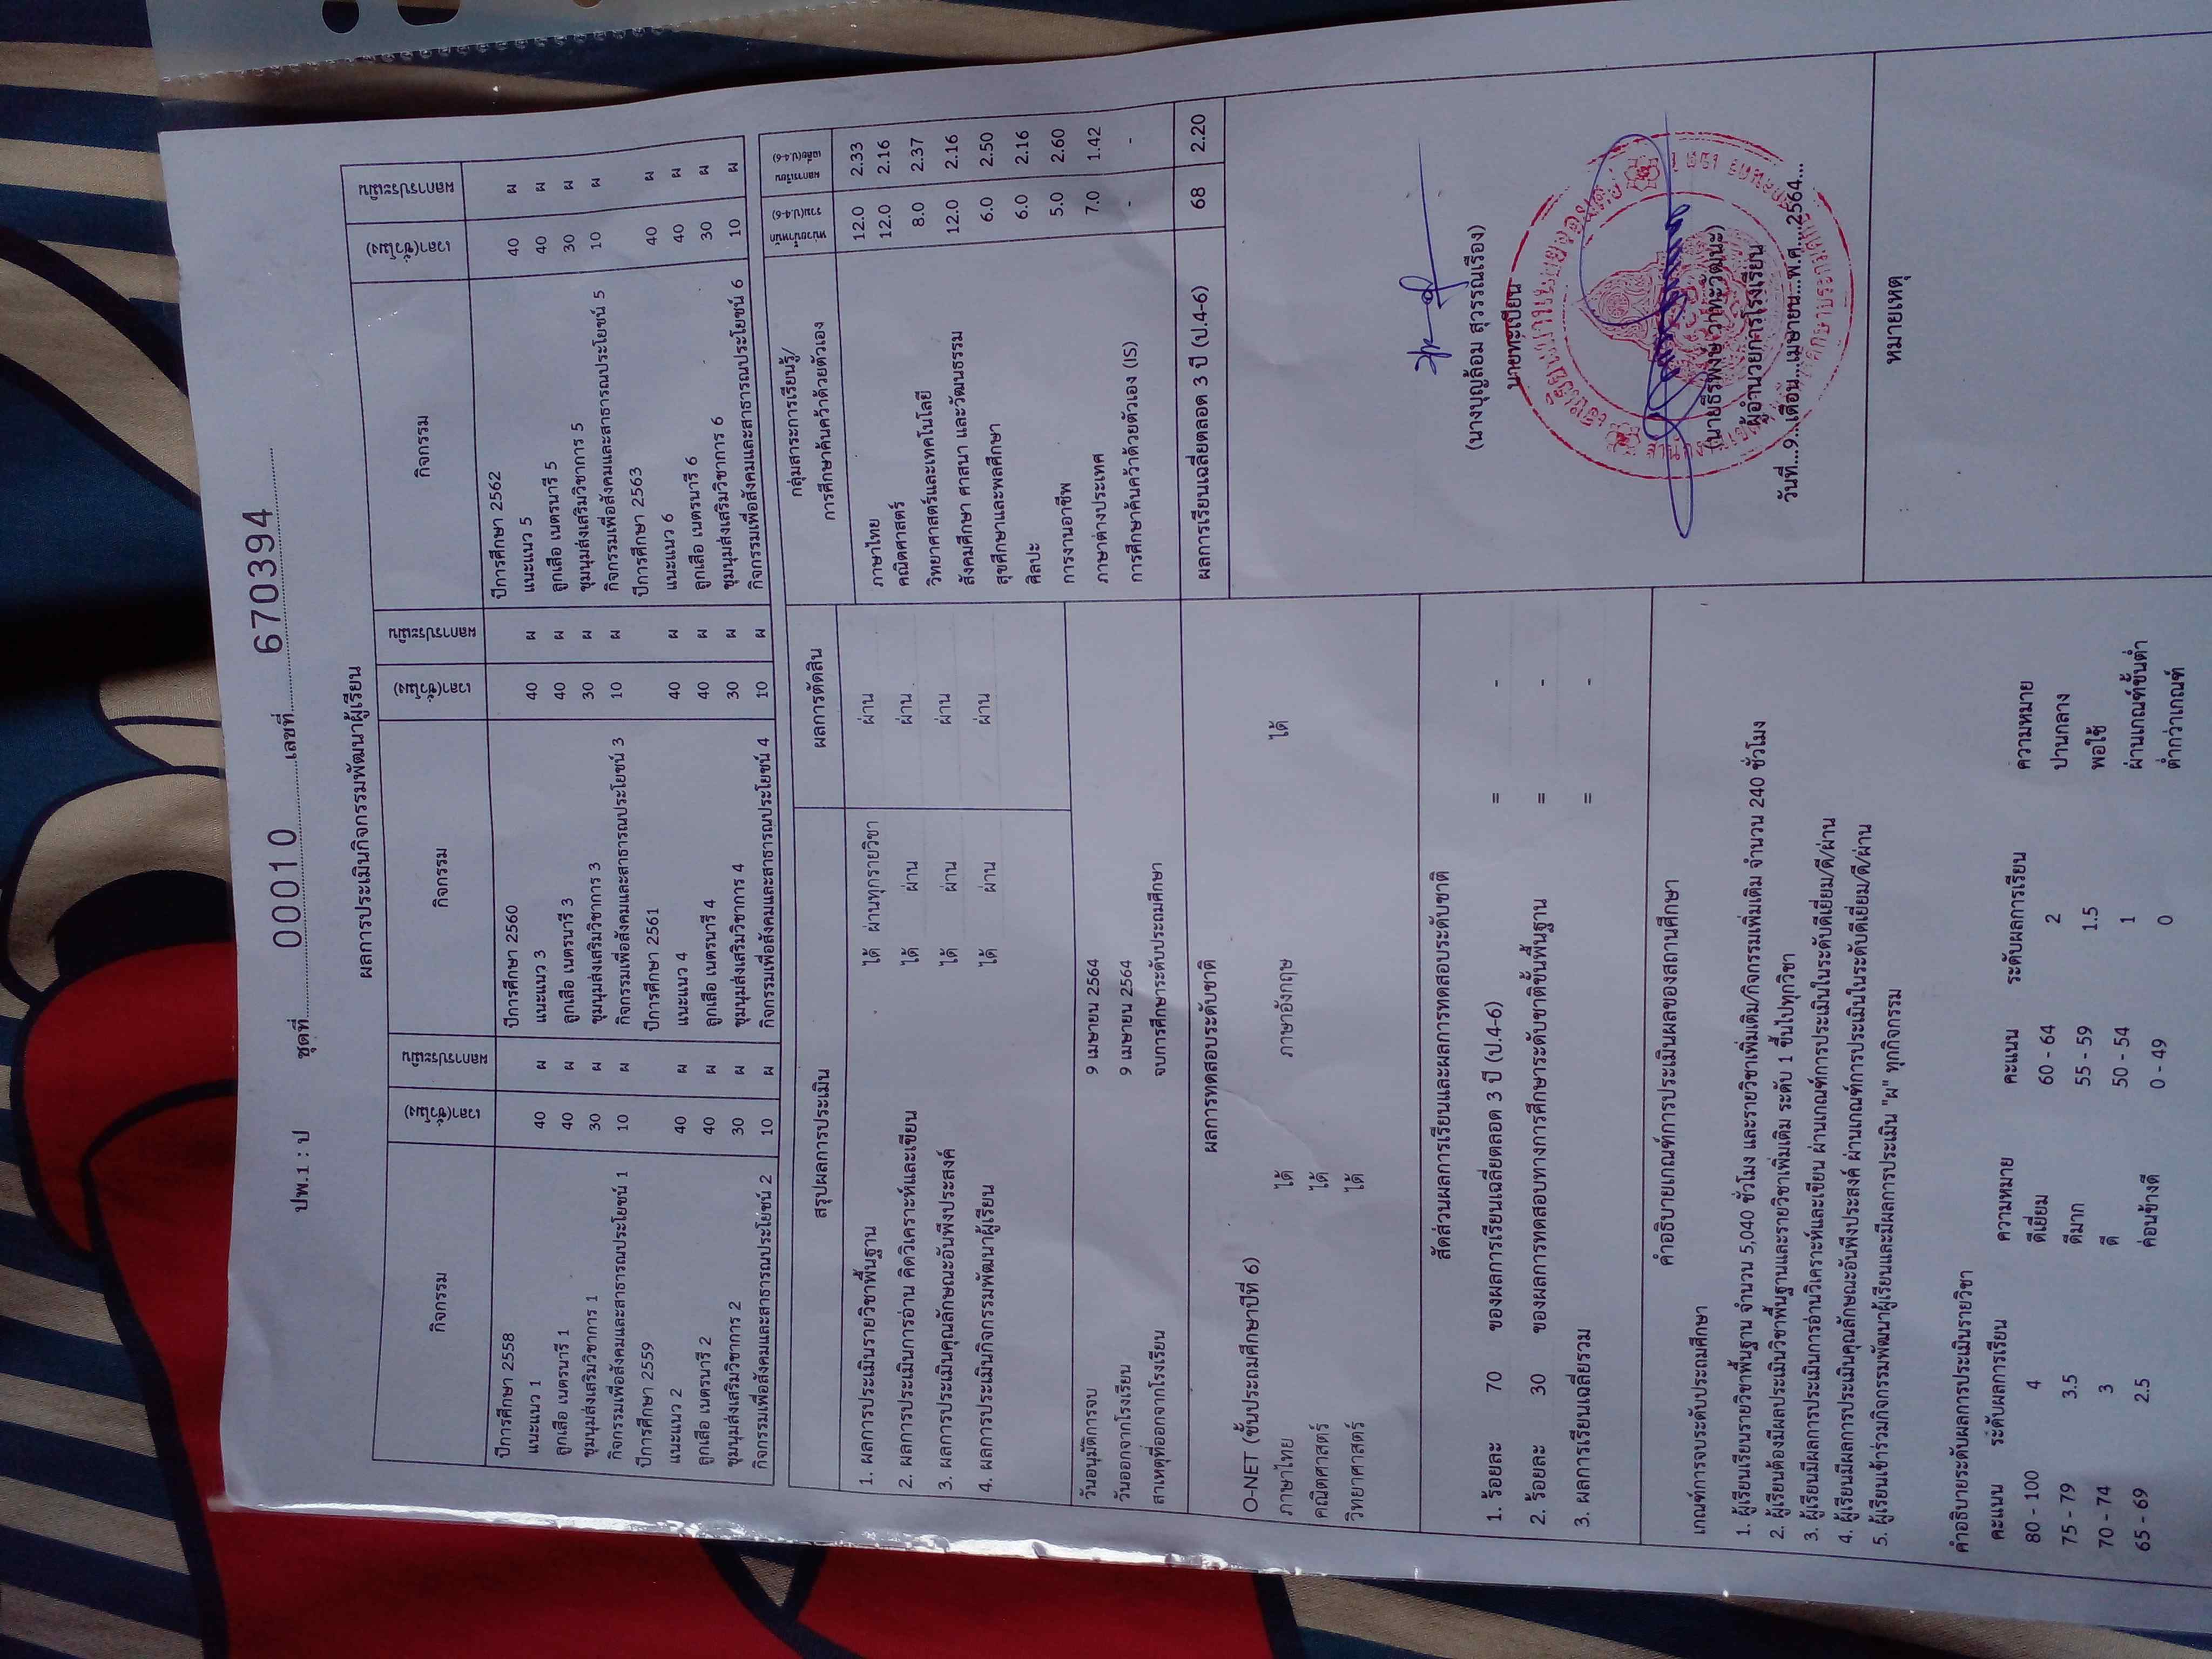 ปพ.1 : ป ชุดที่ 00010 เลขที่ 670394
ผลการประเมินกิจกรรมพัฒนาผู้เรียน
กิจกรรม เวลา(ชั่วโมง) ผลการประเมิน กิจกรรม เวลา(ชั่วโมง) ผลการประเมิน กิจกรรม เวลา(ชั่วโมง) ผลการประเมิน
ปีการศึกษา 2558 ปีการศึกษา 2560 ปีการศึกษา 2562
แนะแนว 1 40 ผ แนะแนว 3 40 ผ แนะแนว 5 40 ผ
ลูกเสือ เนตรนารี 1 40 ผ ลูกเสือ เนตรนารี 3 40 ผ ลูกเสือ เนตรนารี 5 40 ผ
ชุมนุมส่งเสริมวิชาการ 1 30 ผ ชุมนุมส่งเสริมวิชาการ 3 30 ผ ชุมนุมส่งเสริมวิชาการ 5 30 ผ
กิจกรรมเพื่อสังคมและสาธารณประโยชน์ 1 10 ผ กิจกรรมเพื่อสังคมและสาธารณประโยชน์ 3 10 ผ กิจกรรมเพื่อสังคมและสาธารณประโยชน์ 5 10 ผ
ปีการศึกษา 2559 ปีการศึกษา 2561 ปีการศึกษา 2563
แนะแนว 2 40 ผ แนะแนว 4 40 ผ แนะแนว 6 40 ผ
ลูกเสือ เนตรนารี 2 40 ผ ลูกเสือ เนตรนารี 4 40 ผ ลูกเสือ เนตรนารี 6 40 ผ
ชุมนุมส่งเสริมวิชาการ 2 30 ผ ชุมนุมส่งเสริมวิชาการ 4 30 ผ ชุมนุมส่งเสริมวิชาการ 6 30 ผ
กิจกรรมเพื่อสังคมและสาธารณประโยชน์ 2 10 ผ กิจกรรมเพื่อสังคมและสาธารณประโยชน์ 4 10 ผ กิจกรรมเพื่อสังคมและสาธารณประโยชน์ 6 10 ผ
สรุปผลการประเมิน ผลการตัดสิน
1. ผลการประเมินรายวิชาพื้นฐาน ได้ ผ่านทุกรายวิชา ผ่าน
2. ผลการประเมินการอ่าน คิดวิเคราะห์และเขียน ได้ ผ่าน ผ่าน
3. ผลการประเมินคุณลักษณะอันพึงประสงค์ ได้ ผ่าน ผ่าน
4. ผลการประเมินกิจกรรมพัฒนาผู้เรียน ได้ ผ่าน ผ่าน
วันอนุมัติการจบ 9 เมษายน 2564
วันออกจากโรงเรียน 9 เมษายน 2564
สาเหตุที่ออกจากโรงเรียน จบการศึกษาระดับประถมศึกษา
ผลการทดสอบระดับชาติ
O-NET (ชั้นประถมศึกษาปีที่ 6)
ภาษาไทย ได้ ภาษาอังกฤษ ได้
คณิตศาสตร์ ได้
วิทยาศาสตร์ ได้
สัดส่วนผลการเรียนและผลการทดสอบระดับชาติ
1. ร้อยละ 70 ของผลการเรียนเฉลี่ยตลอด 3 ปี (ป.4-6) = -
2. ร้อยละ 30 ของผลการทดสอบทางการศึกษาระดับชาติขั้นพื้นฐาน = -
3. ผลการเรียนเฉลี่ยรวม = -
คำอธิบายเกณฑ์การประเมินผลของสถานศึกษา
เกณฑ์การจบระดับประถมศึกษา
1. ผู้เรียนเรียนรายวิชาพื้นฐาน จำนวน 5,040 ชั่วโมง และรายวิชาเพิ่มเติม/กิจกรรมเพิ่มเติม จำนวน 240 ชั่วโมง
2. ผู้เรียนต้องมีผลประเมินวิชาพื้นฐานและรายวิชาเพิ่มเติม ระดับ 1 ขึ้นไปทุกวิชา
3. ผู้เรียนมีผลการประเมินการอ่านวิเคราะห์และเขียน ผ่านเกณฑ์การประเมินในระดับดีเยี่ยม/ดี/ผ่าน
4. ผู้เรียนมีผลการประเมินคุณลักษณะอันพึงประสงค์ ผ่านเกณฑ์การประเมินในระดับดีเยี่ยม/ดี/ผ่าน
5. ผู้เรียนเข้าร่วมกิจกรรมพัฒนาผู้เรียนและมีผลการประเมิน "ผ" ทุกกิจกรรม
คำอธิบายระดับผลการประเมินรายวิชา
คะแนน ระดับผลการเรียน ความหมาย คะแนน ระดับผลการเรียน ความหมาย
80 - 100 4 ดีเยี่ยม 60 - 64 2 ปานกลาง
75 - 79 3.5 ดีมาก 55 - 59 1.5 พอใช้
70 - 74 3 ดี 50 - 54 1 ผ่านเกณฑ์ขั้นต่ำ
65 - 69 2.5 ค่อนข้างดี 0 - 49 0 ต่ำกว่าเกณฑ์
กลุ่มสาระการเรียนรู้/ หน่วยน้ำหนัก ผลการเรียน
การศึกษาค้นคว้าด้วยตัวเอง รวม(ป.4-6) เฉลี่ย(ป.4-6)
ภาษาไทย 12.0 2.33
คณิตศาสตร์ 12.0 2.16
วิทยาศาสตร์และเทคโนโลยี 8.0 2.37
สังคมศึกษา ศาสนา และวัฒนธรรม 12.0 2.16
สุขศึกษาและพลศึกษา 6.0 2.50
ศิลปะ 6.0 2.16
การงานอาชีพ 5.0 2.60
ภาษาต่างประเทศ 7.0 1.42
การศึกษาค้นคว้าด้วยตัวเอง (IS) - -
ผลการเรียนเฉลี่ยตลอด 3 ปี (ป.4-6) 68 2.20
(นางบุญล้อม สุวรรณเรือง)
นายทะเบียน
ผู้อำนวยการโรงเรียน
วันที่...9...เดือน...เมษายน...พ.ศ....2564...
หมายเหตุ